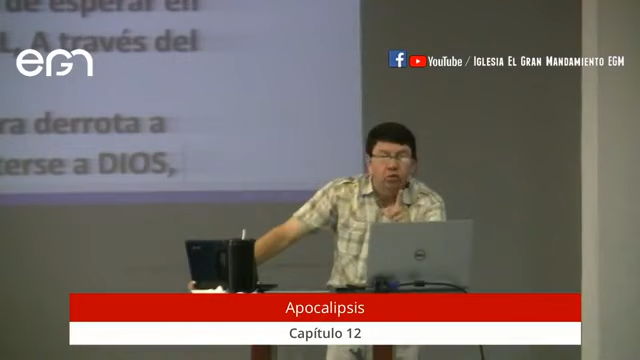 de esperar en
L. A través del
ra derrota a
terse a DIOS,
EGM
YouTube / Iglesia El Gran Mandamiento EGM
DELL
Apocalipsis
Capítulo 12